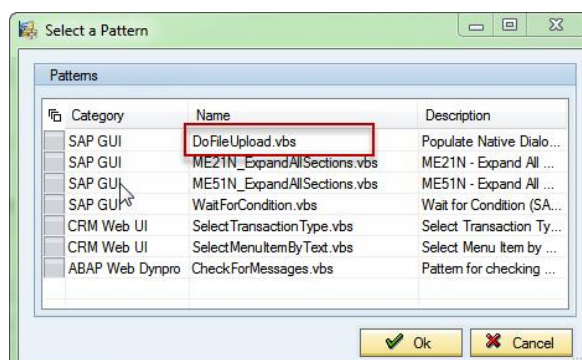 Select a Pattern
Patterns
Category Name Description
SAP GUI DoFileUpload.vbs Populate Native Dialo...
SAP GUI ME21N_ExpandAllSections.vbs ME21N - Expand All ...
SAP GUI ME51N_ExpandAllSections.vbs ME51N - Expand All ...
SAP GUI WaitForCondition.vbs Wait for Condition (SA...
CRM Web UI SelectTransactionType.vbs Select Transaction Ty...
CRM Web UI SelectMenuItemByText.vbs Select Menu Item by ...
ABAP Web Dynpro CheckForMessages.vbs Pattern for checking ...
Ok Cancel